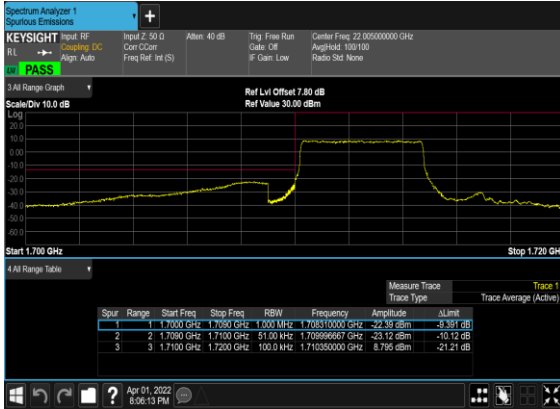 Spectrum Analyzer 1
Spurious Emissions
+
KEYSIGHT Input: RF Input Z: 50 Ω Atten: 40 dB Trig: Free Run Center Freq: 22.005000000 GHz
RL Coupling: DC Corr CCorr Gate: Off Avg|Hold: 100/100
Align: Auto Freq Ref: Int (S) IF Gain: Low Radio Std: None
PASS
3 All Range Graph Ref Lvl Offset 7.80 dB
Scale/Div 10.0 dB Ref Value 30.00 dBm
Log
20.0
10.0
0.00
-10.0
-20.0
-30.0
-40.0
-50.0
-60.0
Start 1.700 GHz Stop 1.720 GH
4 All Range Table
Measure Trace Trace 1
Trace Type Trace Average (Active)
Spur Range Start Freq Stop Freq RBW Frequency Amplitude ΔLimit
1 1 1.7000 GHz 1.7090 GHz 1.000 MHz 1.708310000 GHz -22.39 dBm -9.391 dB
2 2 1.7090 GHz 1.7100 GHz 51.00 kHz 1.709996667 GHz -23.12 dBm -10.12 dB
3 3 1.7100 GHz 1.7200 GHz 100.0 kHz 1.710350000 GHz 8.795 dBm -21.21 dB
? Apr 01, 2022
8:06:13 PM